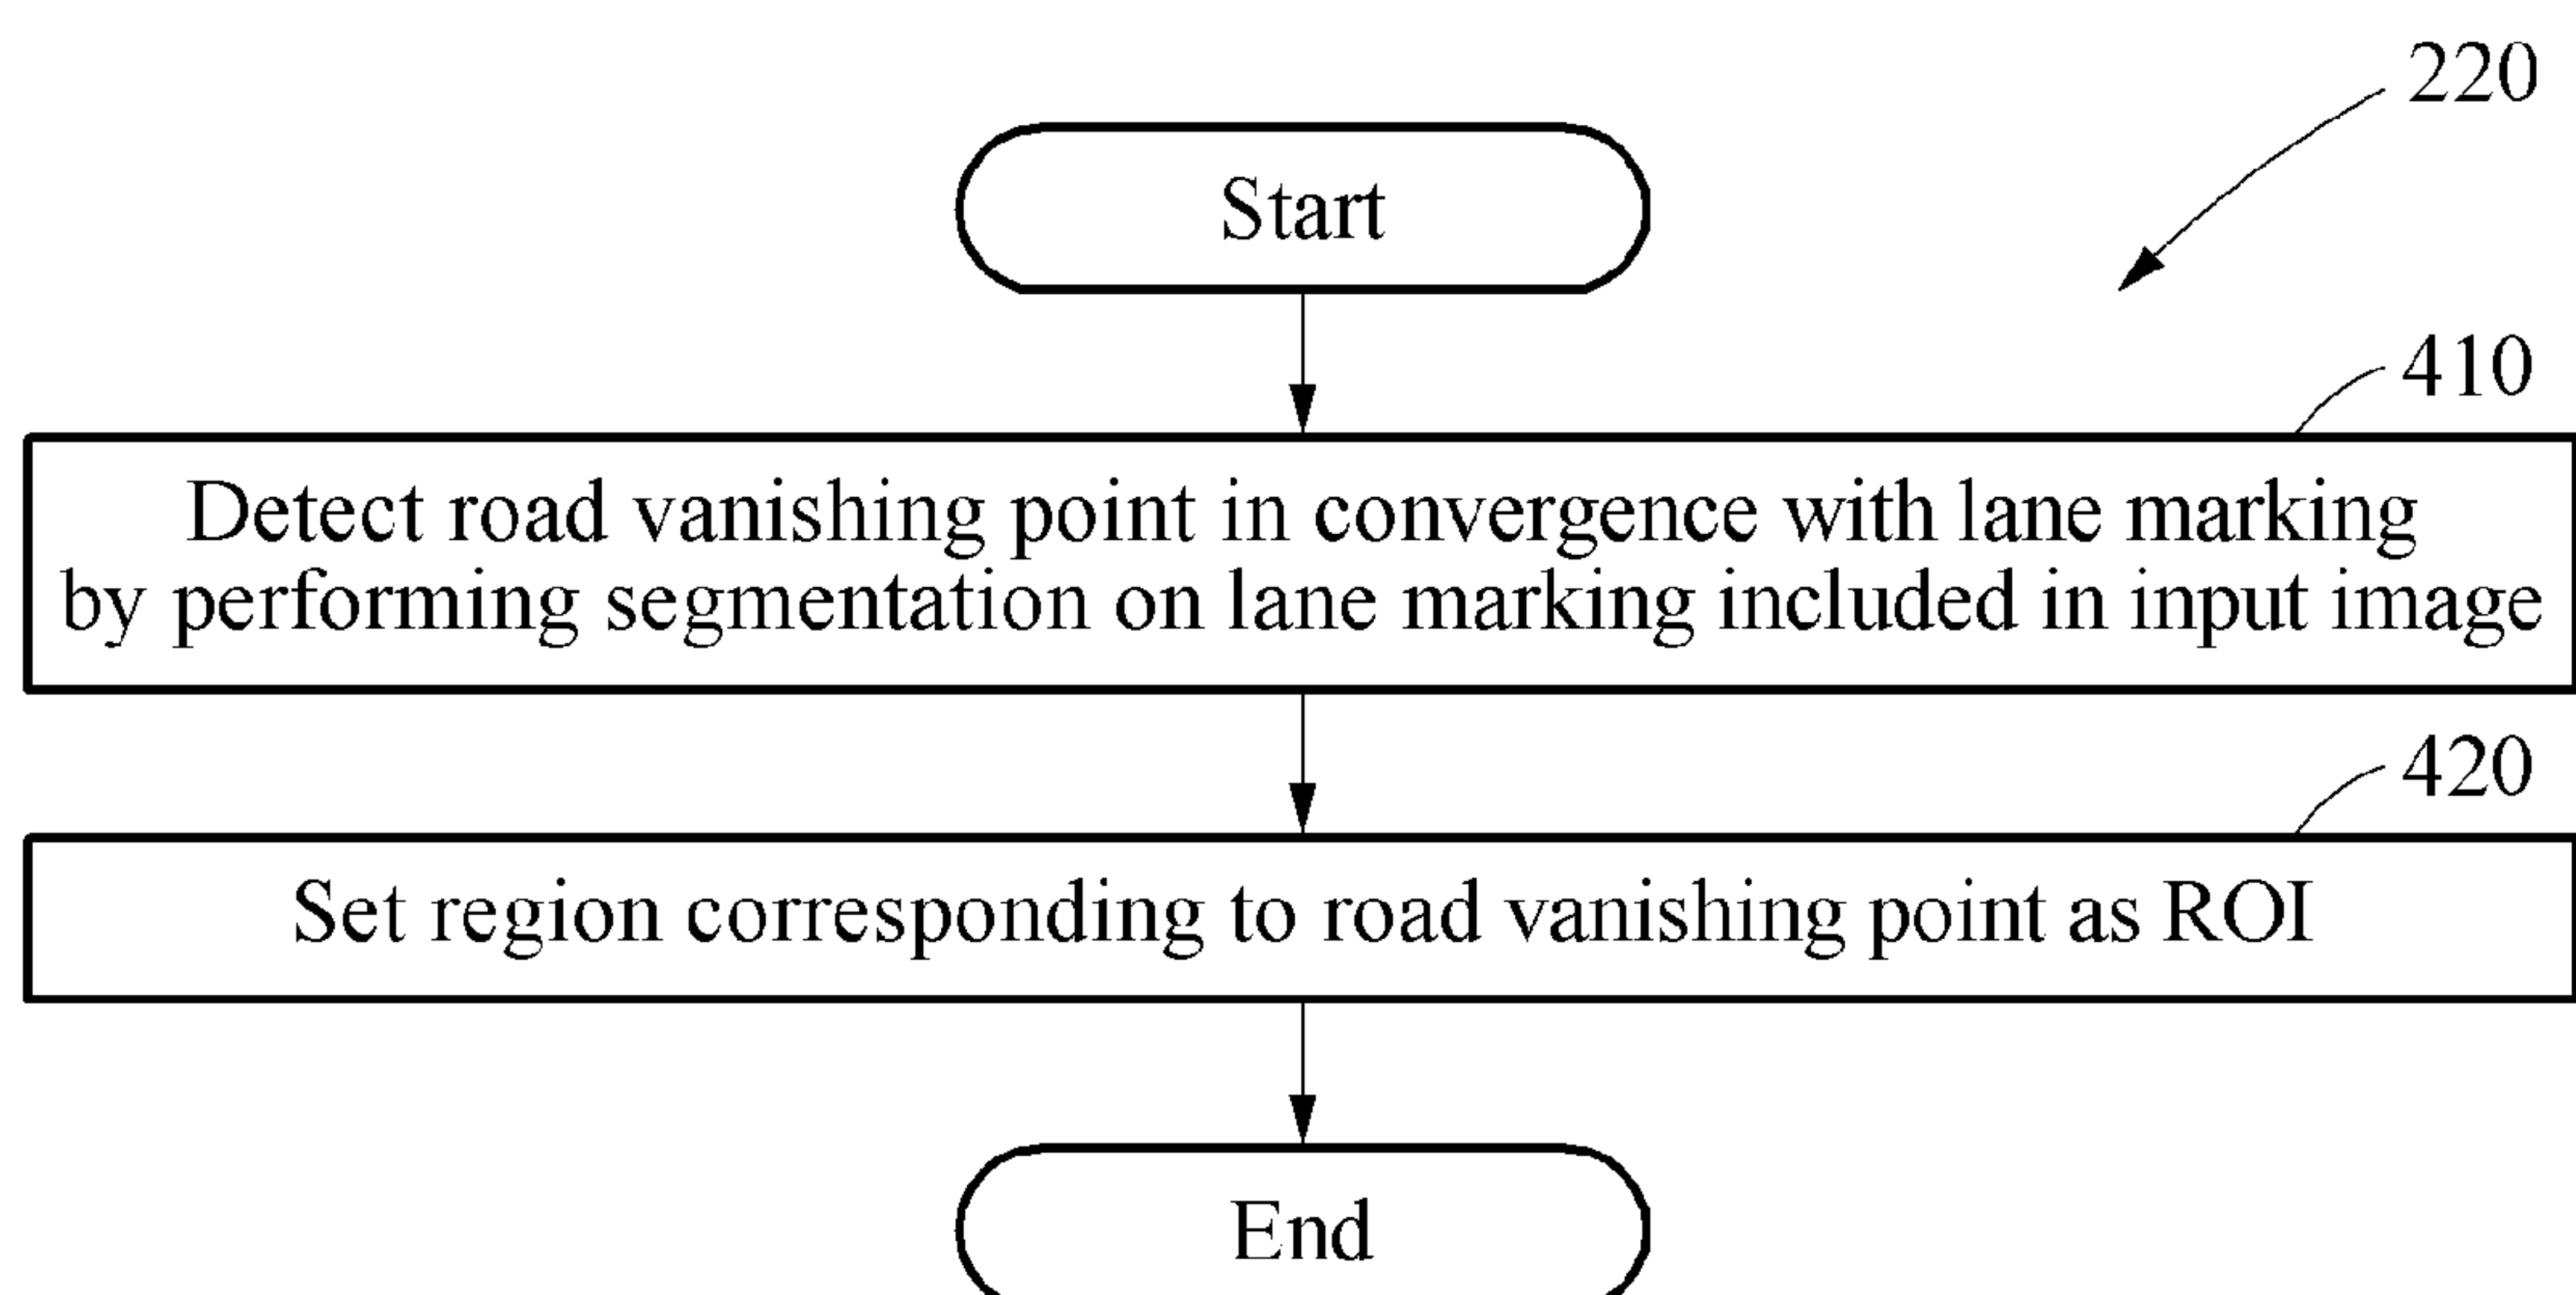 220
Start
410
Detect road vanishing point in convergence with lane marking
by performing segmentation on lane marking included in input image
420
Set region corresponding to road vanishing point as ROI
End